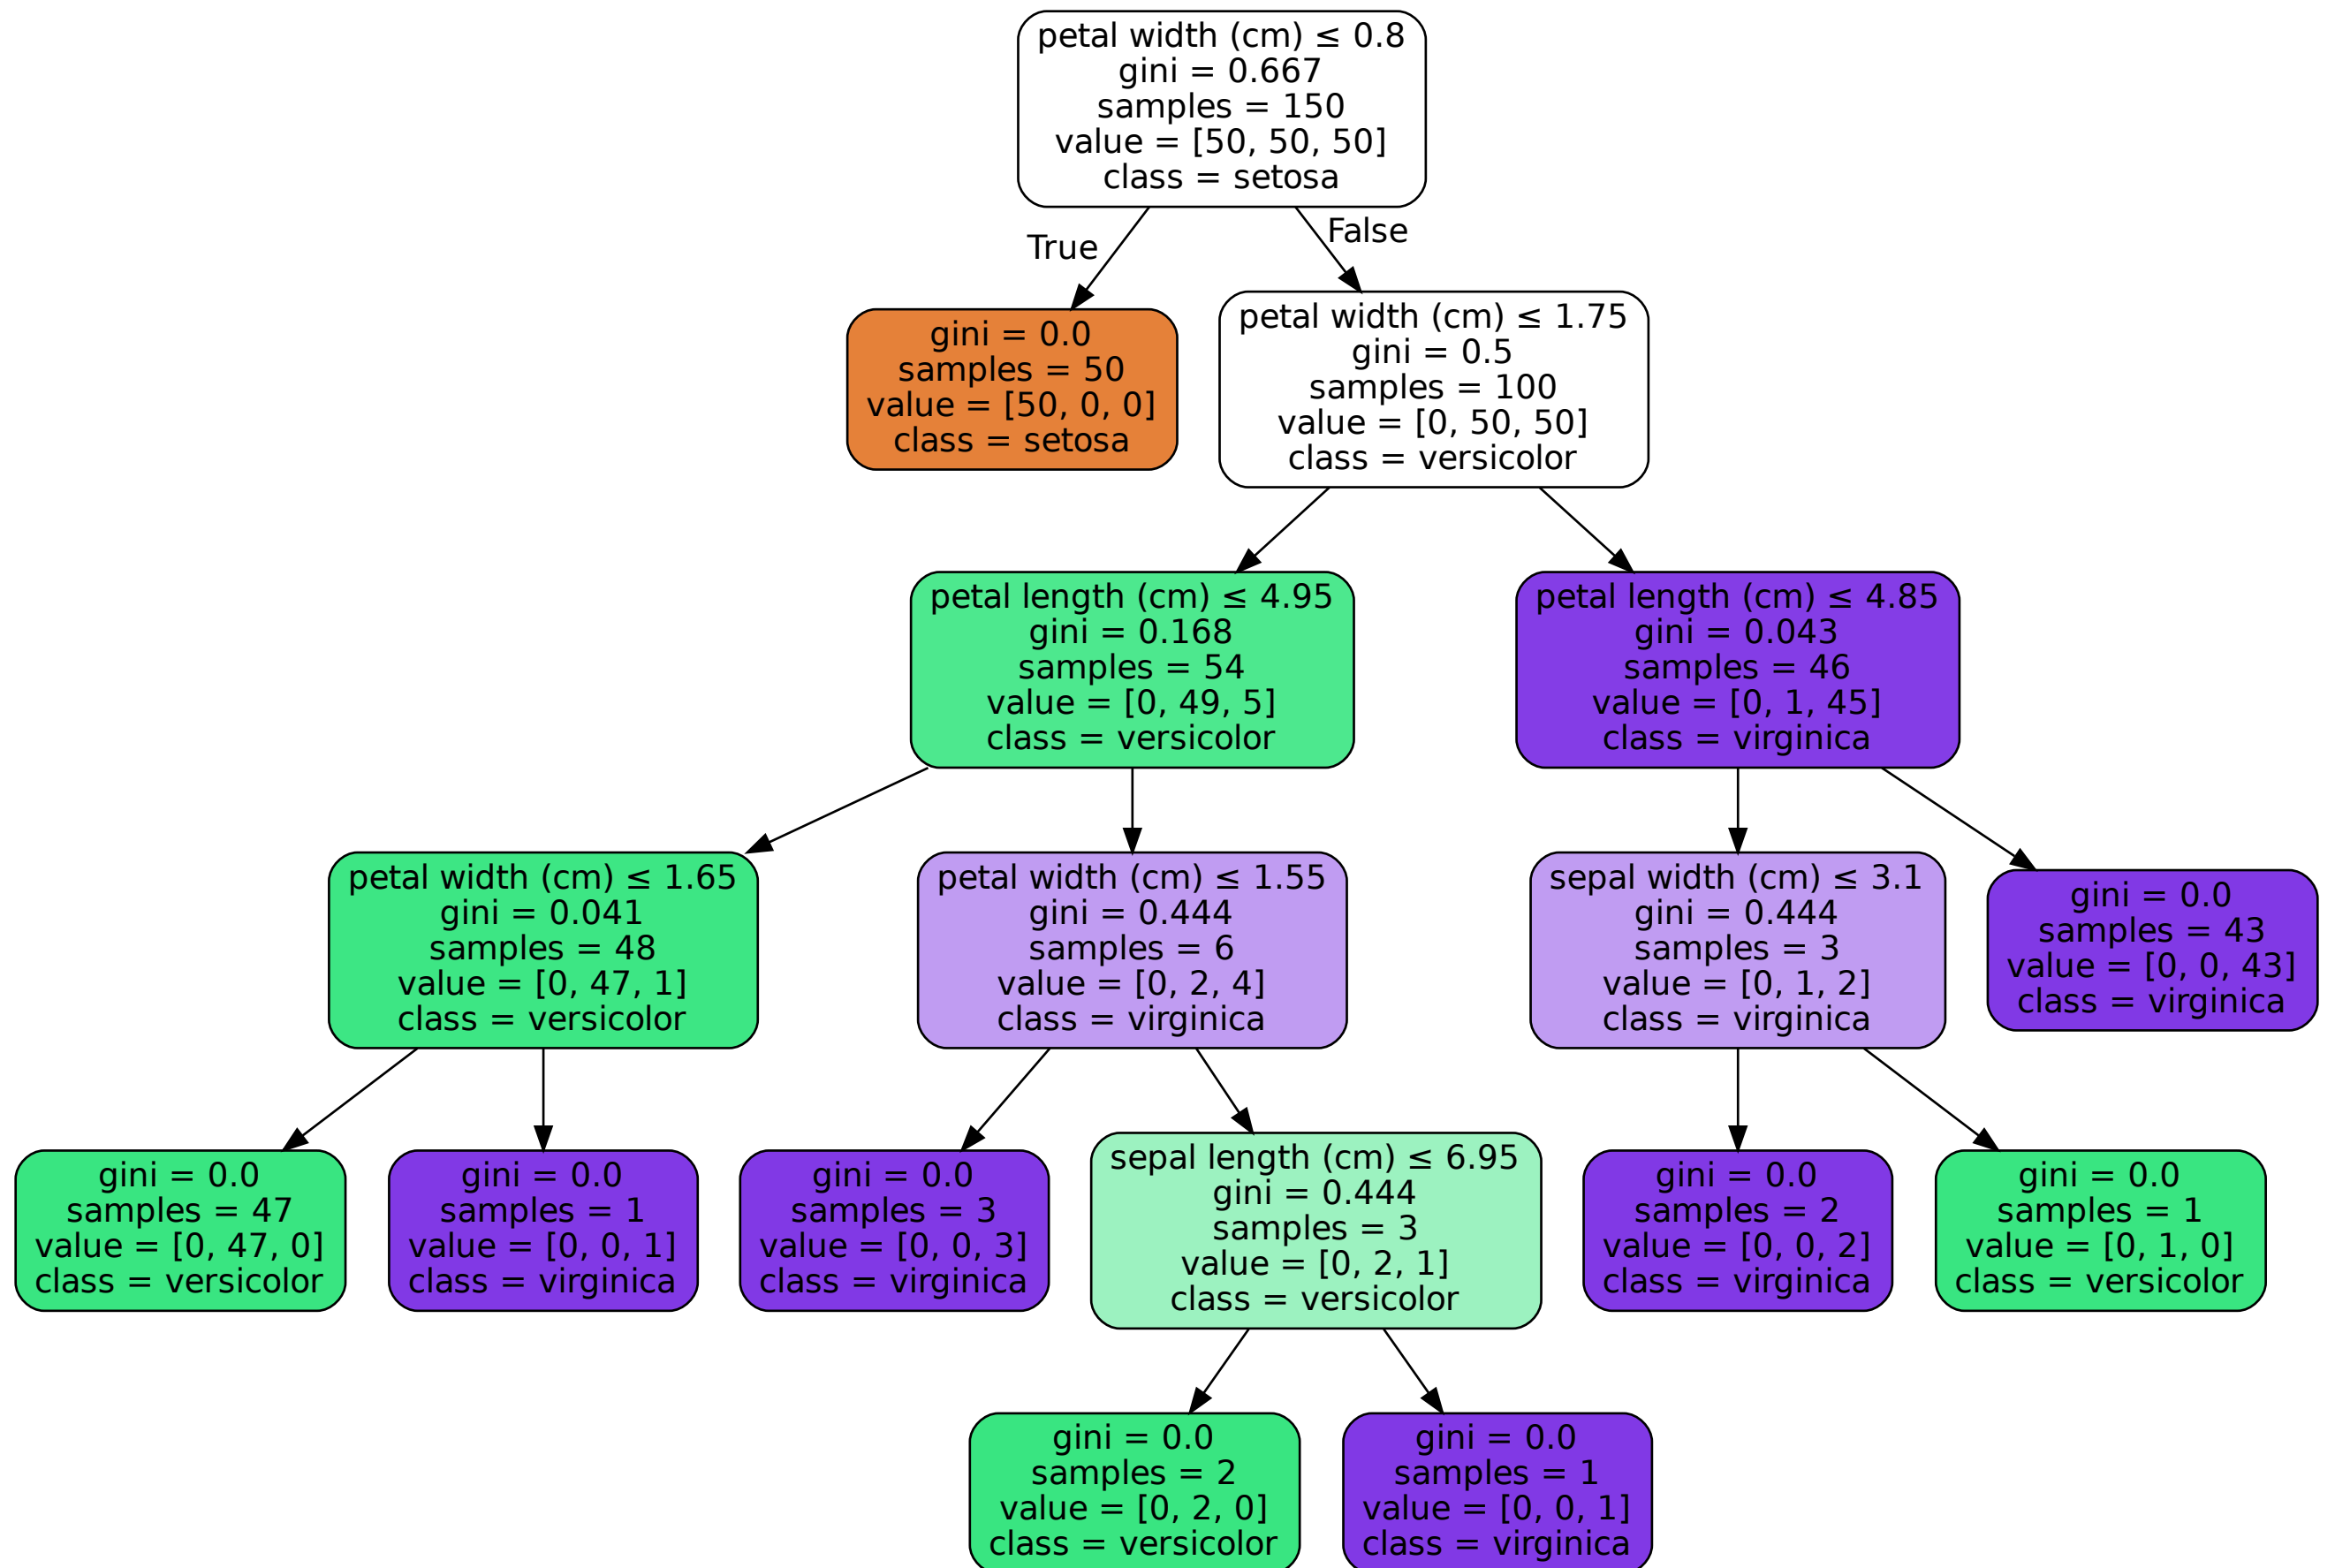 petal width (cm) ≤ 0.8
gini = 0.667
samples = 150
value = [50, 50, 50]
class = setosa
True
False
gini = 0.0
samples = 50
value = [50, 0, 0]
class = setosa
petal width (cm) ≤ 1.75
gini = 0.5
samples = 100
value = [0, 50, 50]
class = versicolor
petal length (cm) ≤ 4.95
gini = 0.168
samples = 54
value = [0, 49, 5]
class = versicolor
petal length (cm) ≤ 4.85
gini = 0.043
samples = 46
value = [0, 1, 45]
class = virginica
petal width (cm) ≤ 1.65
gini = 0.041
samples = 48
value = [0, 47, 1]
class = versicolor
petal width (cm) ≤ 1.55
gini = 0.444
samples = 6
value = [0, 2, 4]
class = virginica
sepal width (cm) ≤ 3.1
gini = 0.444
samples = 3
value = [0, 1, 2]
class = virginica
gini = 0.0
samples = 43
value = [0, 0, 43]
class = virginica
gini = 0.0
samples = 47
value = [0, 47, 0]
class = versicolor
gini = 0.0
samples = 1
value = [0, 0, 1]
class = virginica
gini = 0.0
samples = 3
value = [0, 0, 3]
class = virginica
sepal length (cm) ≤ 6.95
gini = 0.444
samples = 3
value = [0, 2, 1]
class = versicolor
gini = 0.0
samples = 2
value = [0, 0, 2]
class = virginica
gini = 0.0
samples = 1
value = [0, 1, 0]
class = versicolor
gini = 0.0
samples = 2
value = [0, 2, 0]
class = versicolor
gini = 0.0
samples = 1
value = [0, 0, 1]
class = virginica